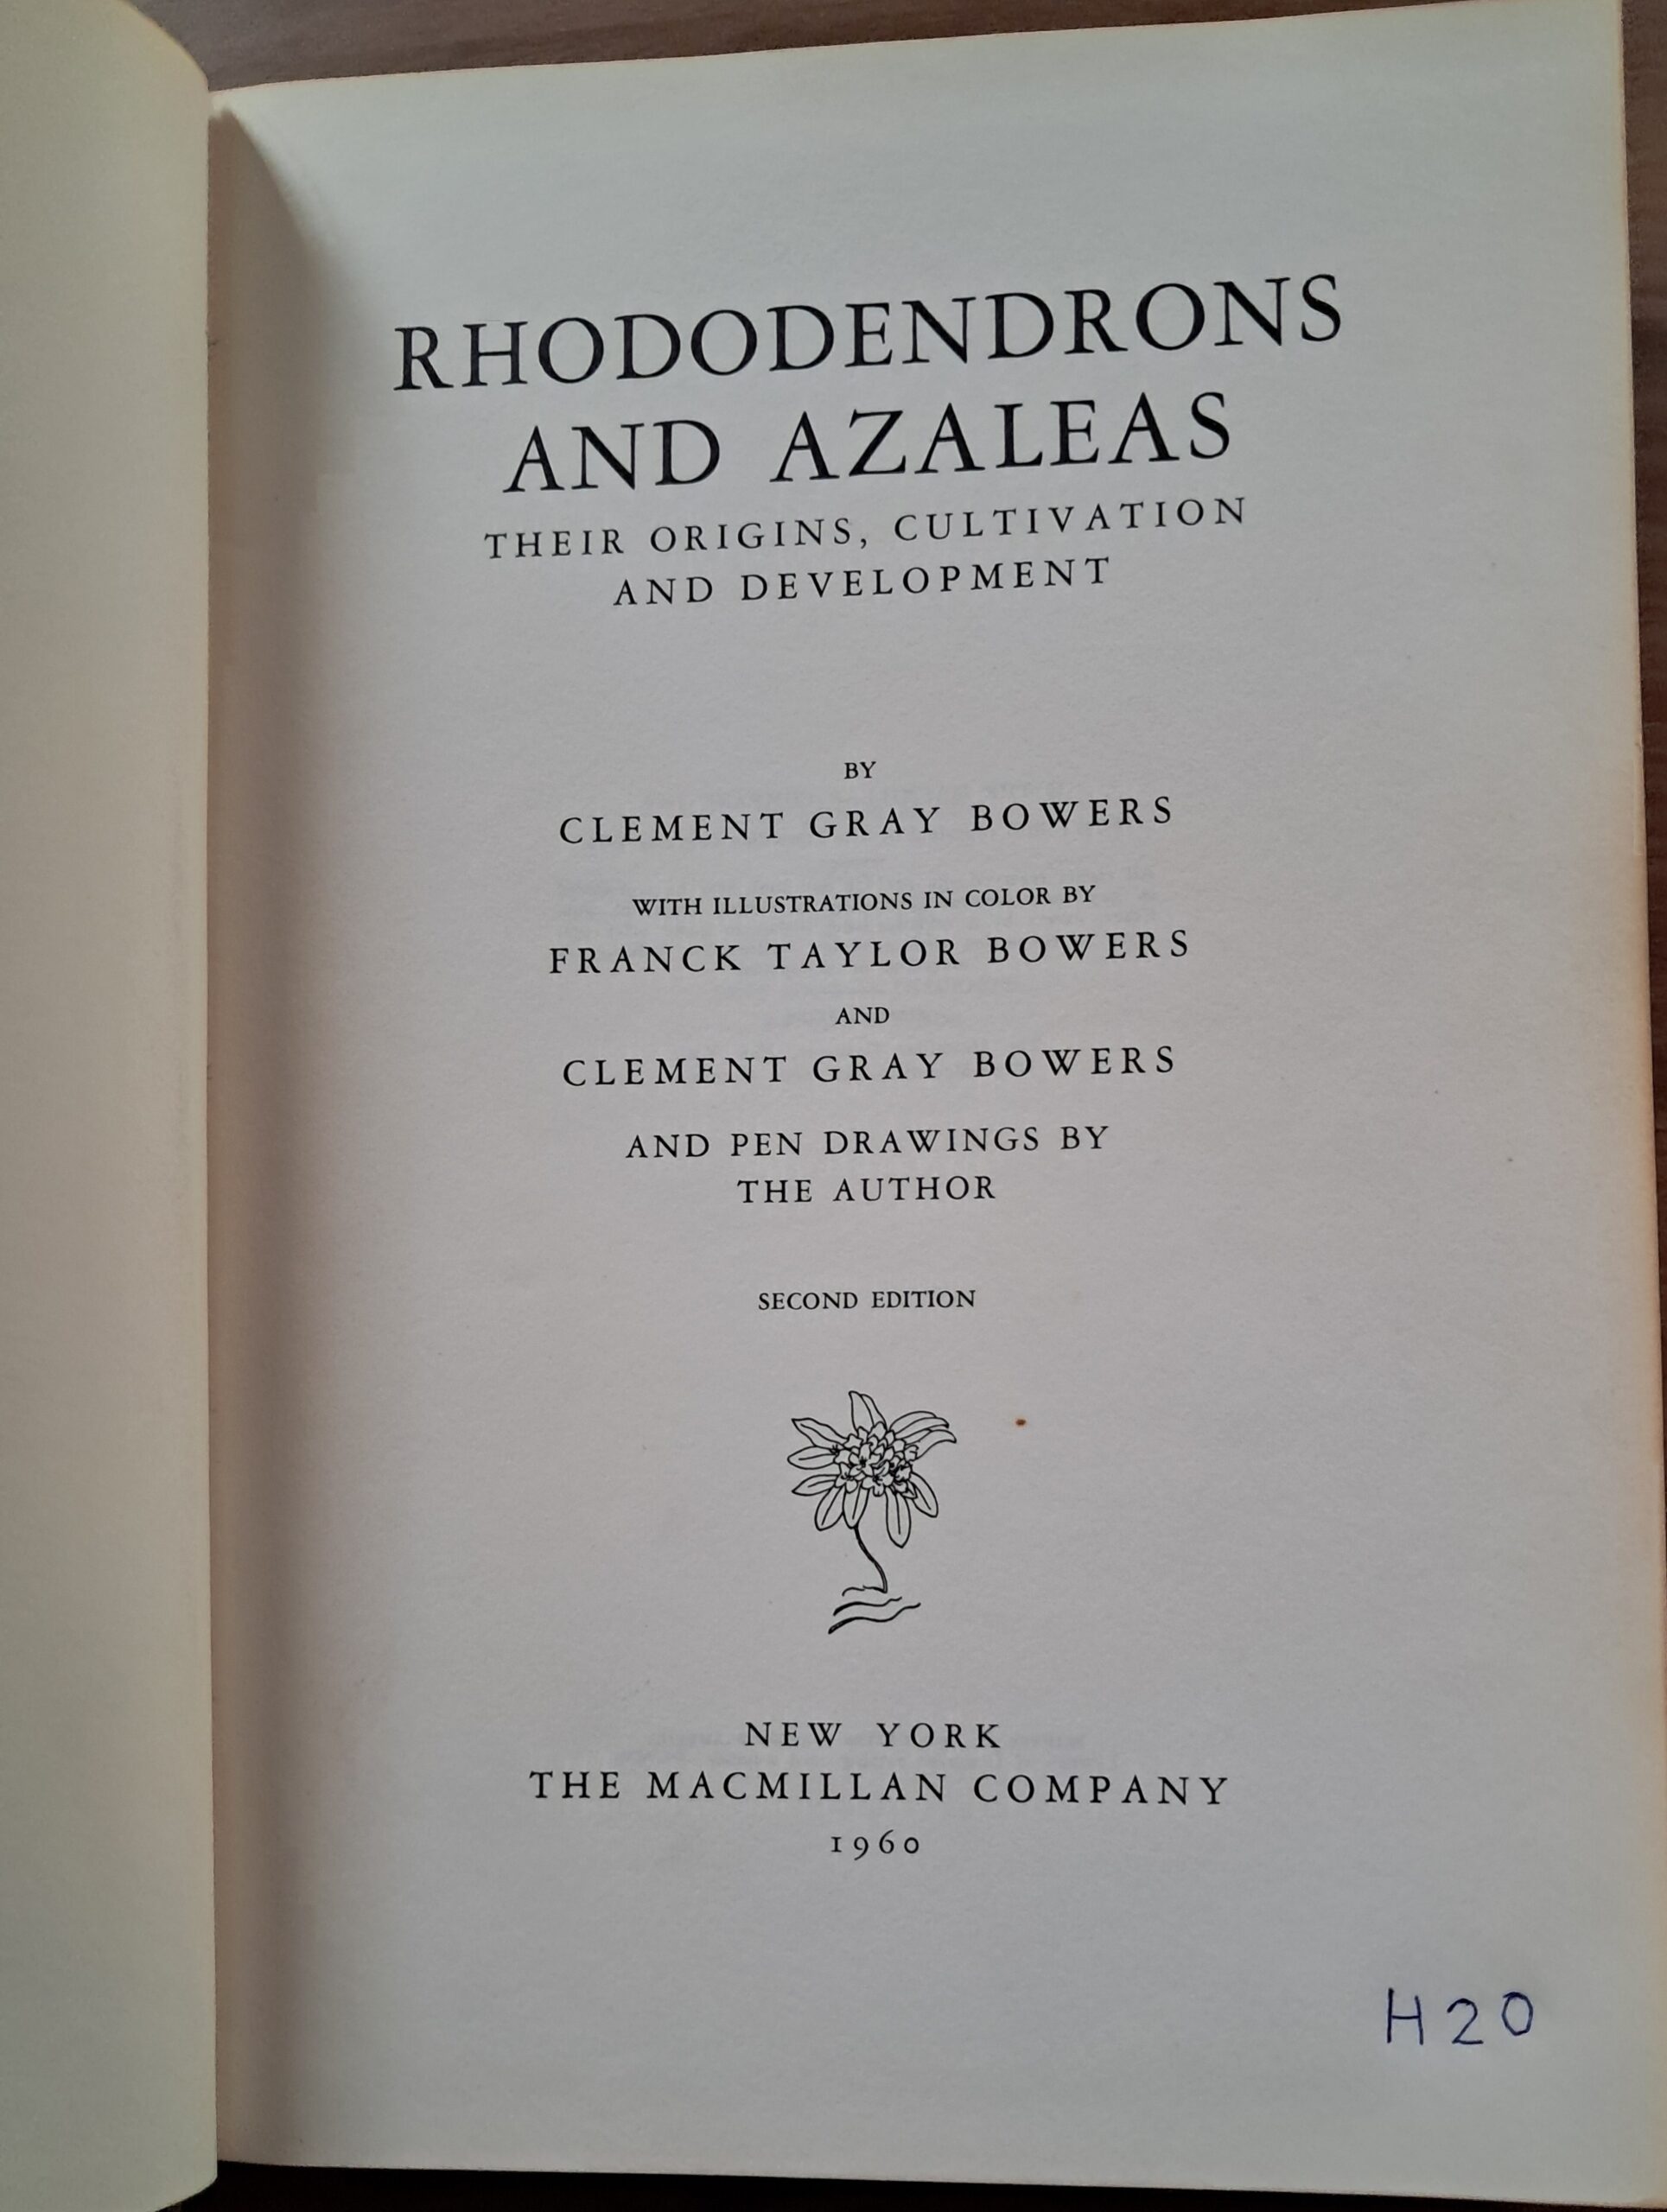 RHODODENDRONS
AND AZALEAS
THEIR ORIGINS, CULTIVATION
AND DEVELOPMENT
BY
CLEMENT GRAY BOWERS
WITH ILLUSTRATIONS IN COLOR BY
FRANCK TAYLOR BOWERS
AND
CLEMENT GRAY BOWERS
AND PEN DRAWINGS BY
THE AUTHOR
SECOND EDITION
NEW YORK
THE MACMILLAN COMPANY
1960
H20